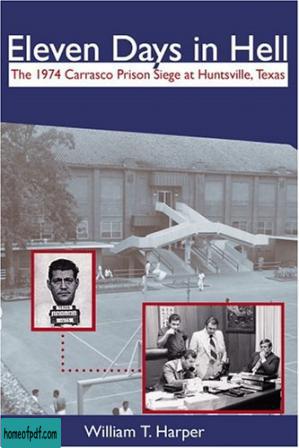 Eleven Days in Hell
The 1974 Carrasco Prison Siege at Huntsville, Texas
William T. Harper
homeofpdf.com